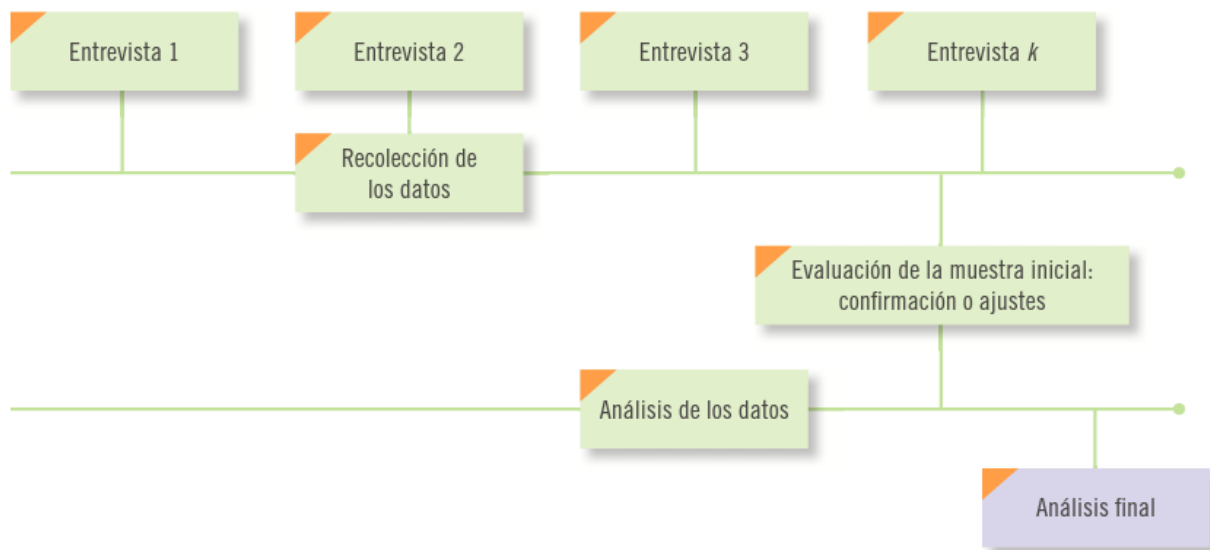 Entrevista 1
Entrevista 2
Entrevista 3
Entrevista k
Recolección de
los datos
Evaluación de la muestra inicial:
confirmación o ajustes
Análisis de los datos
Análisis final